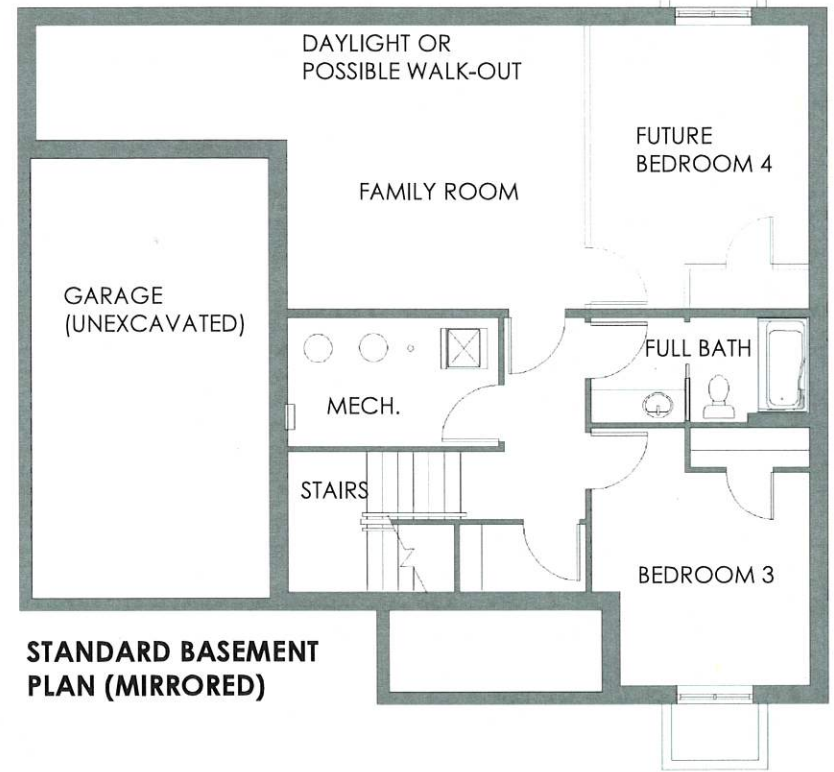 DAYLIGHT OR
POSSIBLE WALK-OUT
FUTURE
BEDROOM 4
FAMILY ROOM
GARAGE
(UNEXCAVATED)
FULL BATH
MECH.
STAIRS
BEDROOM 3
STANDARD BASEMENT
PLAN (MIRRORED)